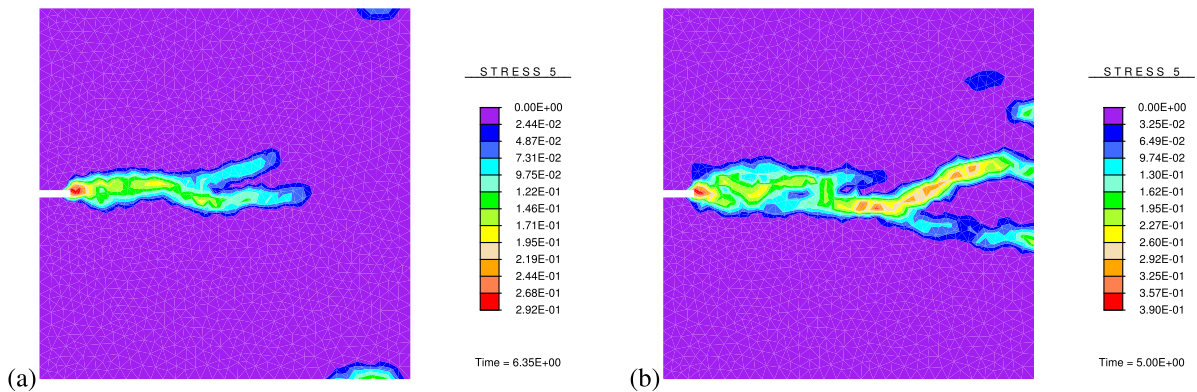 STRESS 5
0.00E+00
2.44E-02
4.87E-02
7.31E-02
9.75E-02
1.22E-01
1.46E-01
1.71E-01
1.95E-01
2.19E-01
2.44E-01
2.68E-01
2.92E-01
Time = 6.35E+00
(a)
STRESS 5
0.00E+00
3.25E-02
6.49E-02
9.74E-02
1.30E-01
1.62E-01
1.95E-01
2.27E-01
2.60E-01
2.92E-01
3.25E-01
3.57E-01
3.90E-01
Time = 5.00E+00
(b)